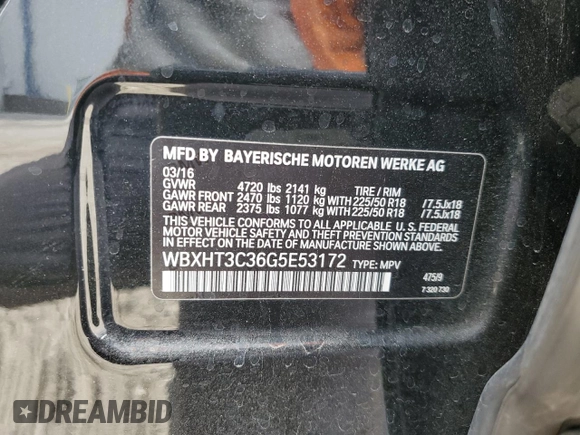 MFD BY BAYERISCHE MOTOREN WERKE AG
03/16
GVWR 4720 lbs 2141 kg TIRE / RIM
GAWR FRONT 2470 lbs 1120 kg WITH 225/50 R18 /7.5Jx18
GAWR REAR 2375 lbs 1077 kg WITH 225/50 R18 /7.5Jx18
THIS VEHICLE CONFORMS TO ALL APPLICABLE U. S. FEDERAL
MOTOR VEHICLE SAFETY, BUMPER, AND THEFT PREVENTION
STANDARDS IN EFFECT ON THE DATE OF MANUFACTURE SHOWN
ABOVE.
WBXHT3C36G5E53172 TYPE: MPV
475/9
7 320 730
DREAMBID